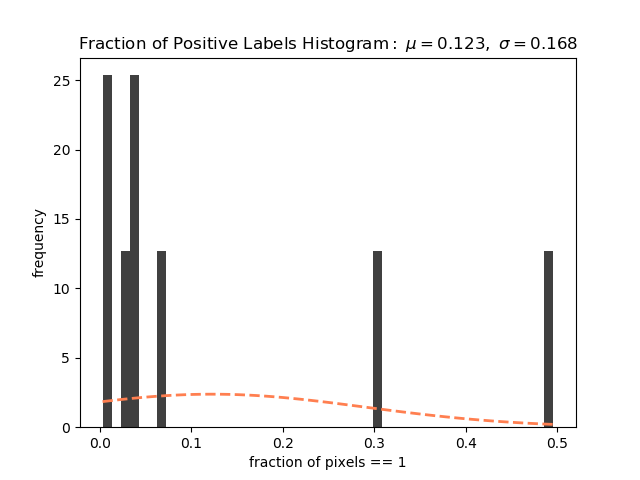 Fraction of Positive Labels Histogram : μ = 0.123, σ = 0.168
25
20
15
10
5
0
frequency
0.0 0.1 0.2 0.3 0.4 0.5
fraction of pixels == 1